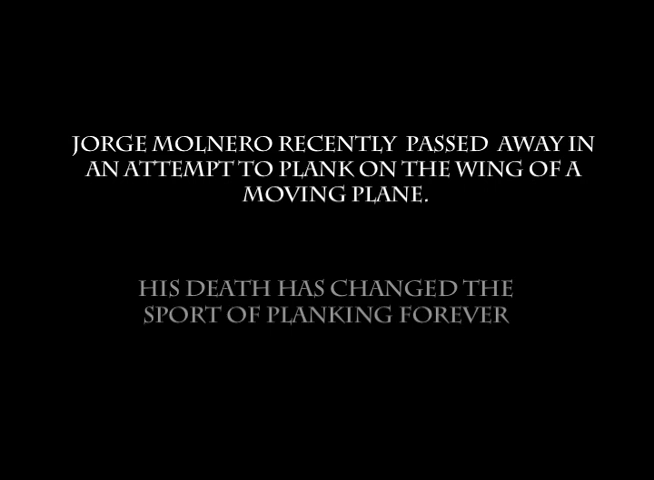 JORGE MOLNERO RECENTLY PASSED AWAY IN
AN ATTEMPT TO PLANK ON THE WING OF A
MOVING PLANE.
HIS DEATH HAS CHANGED THE
SPORT OF PLANKING FOREVER